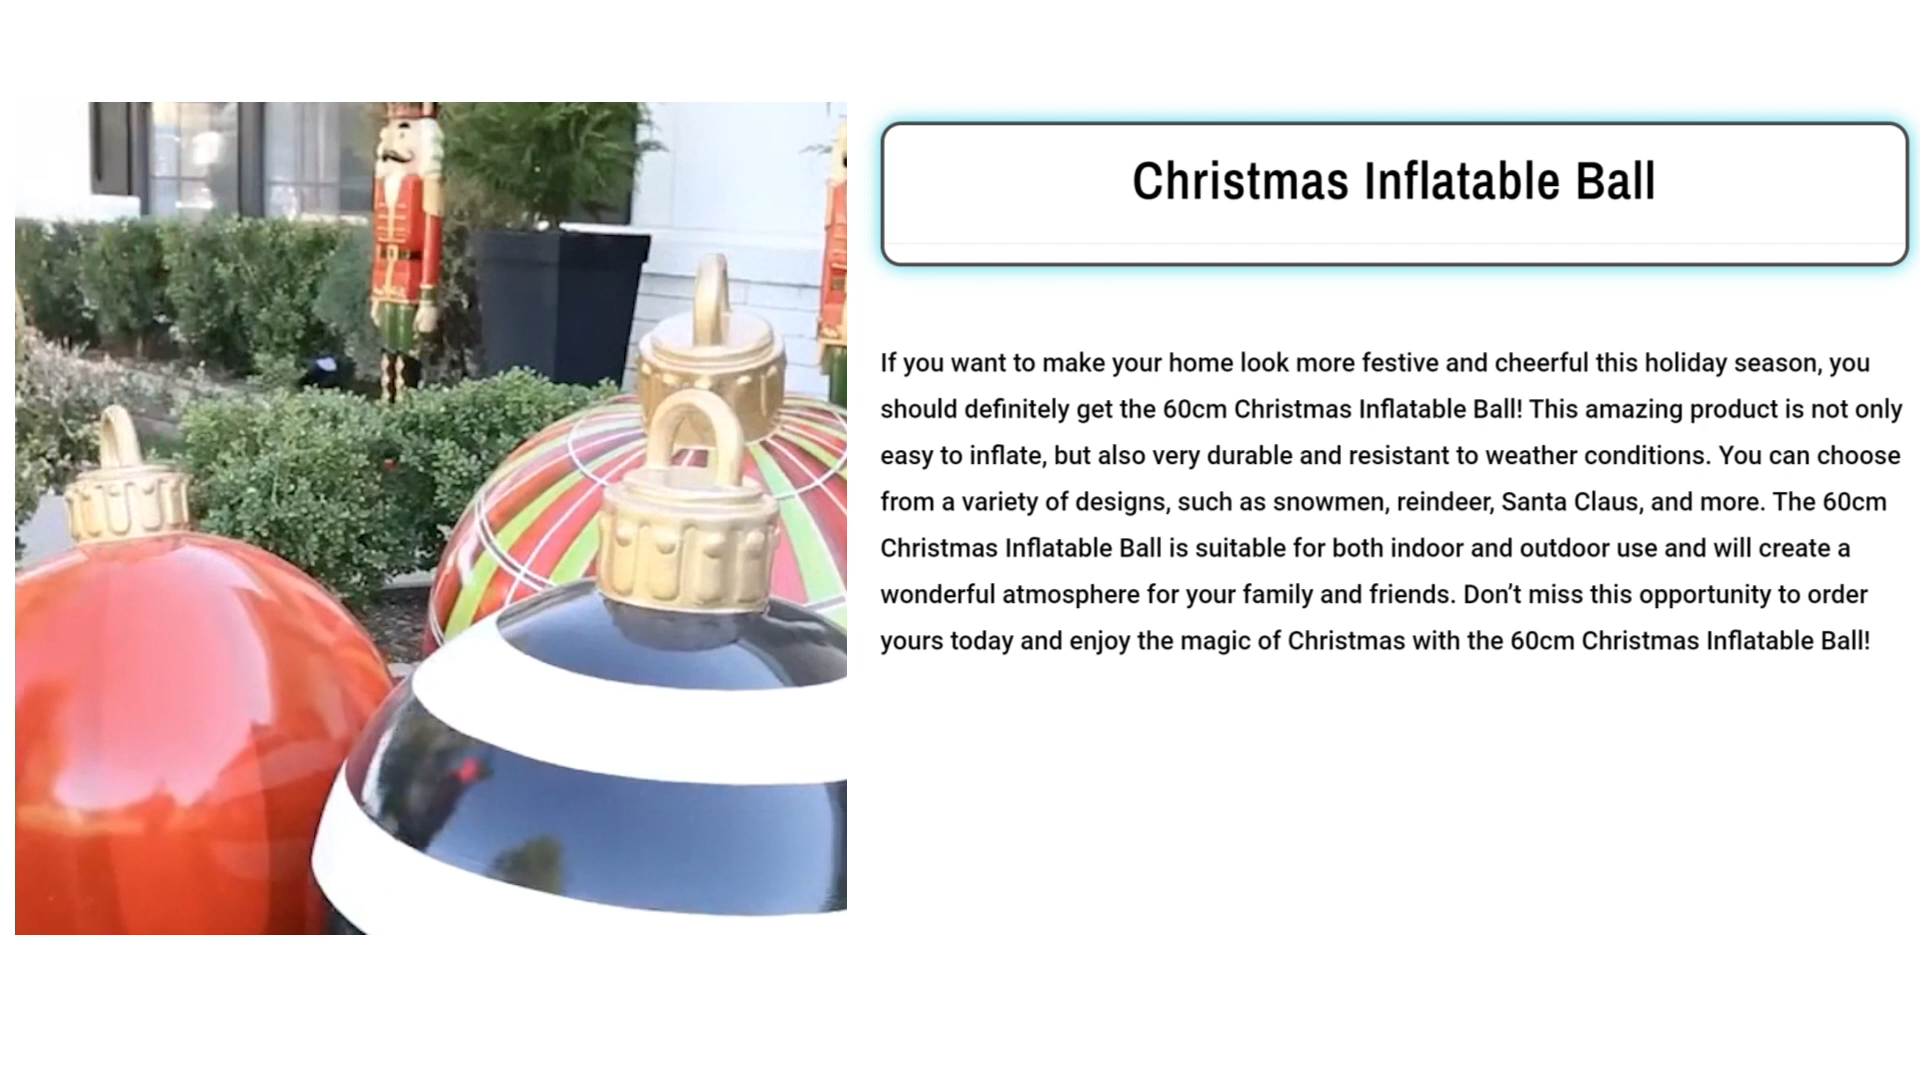 Christmas Inflatable Ball
If you want to make your home look more festive and cheerful this holiday season, you
should definitely get the 60cm Christmas Inflatable Ball! This amazing product is not only
easy to inflate, but also very durable and resistant to weather conditions. You can choose
from a variety of designs, such as snowmen, reindeer, Santa Claus, and more. The 60cm
Christmas Inflatable Ball is suitable for both indoor and outdoor use and will create a
wonderful atmosphere for your family and friends. Don’t miss this opportunity to order
yours today and enjoy the magic of Christmas with the 60cm Christmas Inflatable Ball!